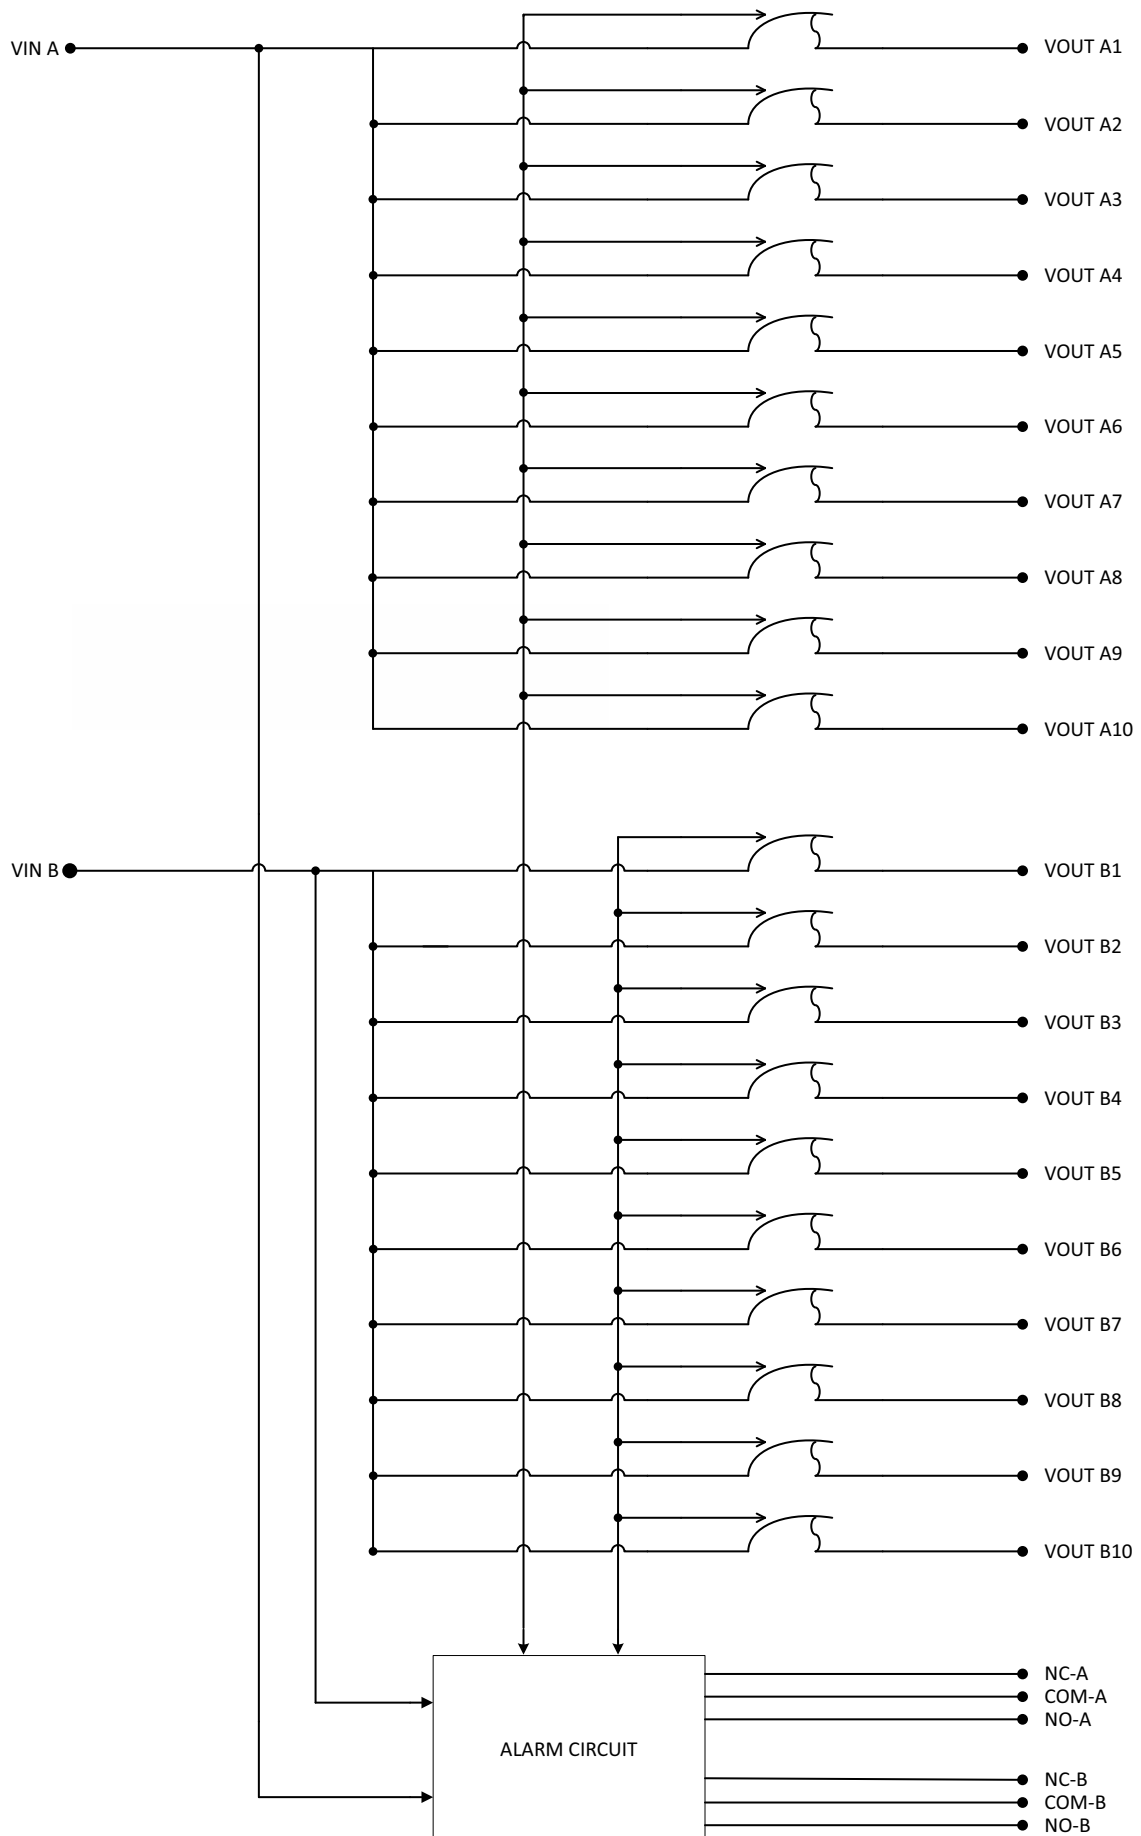 VIN A
VOUT A1
VOUT A2
VOUT A3
VOUT A4
VOUT A5
VOUT A6
VOUT A7
VOUT A8
VOUT A9
VOUT A10
VIN B
VOUT B1
VOUT B2
VOUT B3
VOUT B4
VOUT B5
VOUT B6
VOUT B7
VOUT B8
VOUT B9
VOUT B10
NC-A
COM-A
NO-A
ALARM CIRCUIT
NC-B
COM-B
NO-B